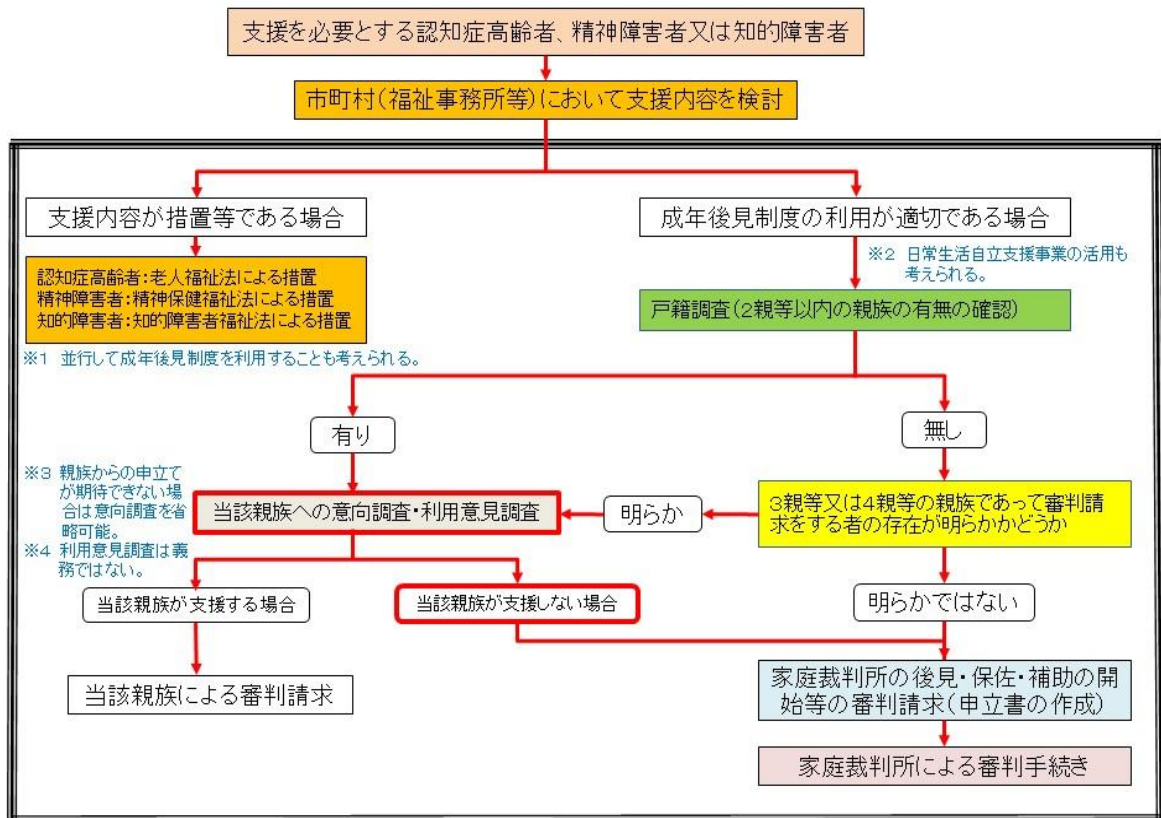 支援を必要とする認知症高齢者、精神障害者又は知的障害者
市町村(福祉事務所等)において支援内容を検討
支援内容が措置等である場合
成年後見制度の利用が適切である場合
※2 日常生活自立支援事業の活用も
考えられる。
認知症高齢者:老人福祉法による措置
精神障害者:精神保健福祉法による措置
知的障害者:知的障害者福祉法による措置
戸籍調査(2親等以内の親族の有無の確認)
※1 並行して成年後見制度を利用することも考えられる。
有り
無し
※3 親族からの申立て
が期待できない場
合は意向調査を省
略可能。
※4 利用意見調査は義
務ではない。
当該親族への意向調査・利用意見調査
明らか
3親等又は4親等の親族であって審判請
求をする者の存在が明らかかどうか
当該親族が支援する場合
当該親族が支援しない場合
明らかではない
当該親族による審判請求
家庭裁判所の後見・保佐・補助の開
始等の審判請求(申立書の作成)
家庭裁判所による審判手続き